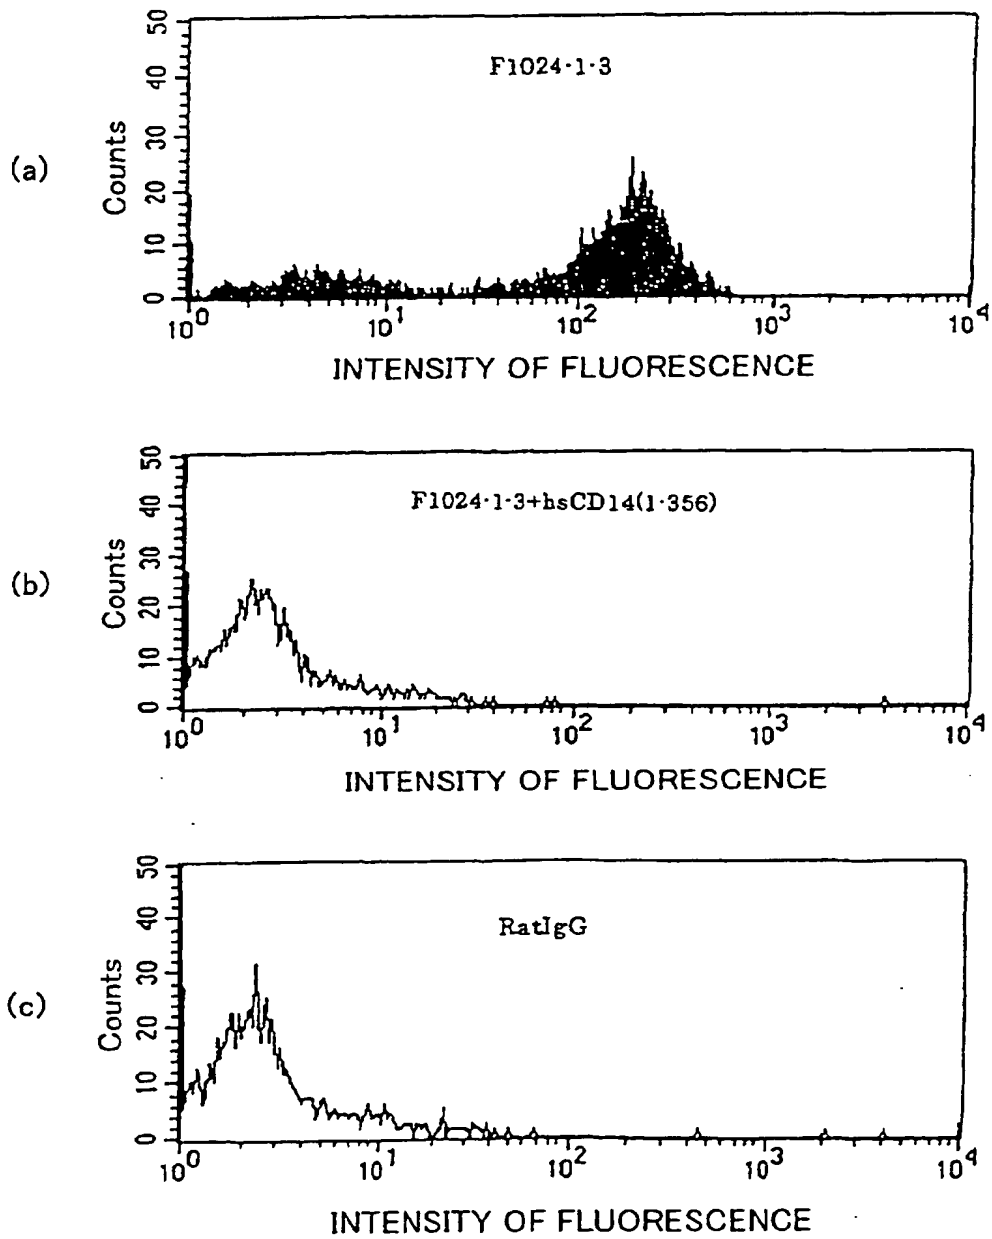 (a)
F1024·1·3
Counts
50
40
30
20
10
0
10^0 10^1 10^2 10^3 10^4
INTENSITY OF FLUORESCENCE
(b)
F1024·1·3+hsCD14(1·356)
Counts
50
40
30
20
10
0
10^0 10^1 10^2 10^3 10^4
INTENSITY OF FLUORESCENCE
(c)
RatIgG
Counts
50
40
30
20
10
0
10^0 10^1 10^2 10^3 10^4
INTENSITY OF FLUORESCENCE